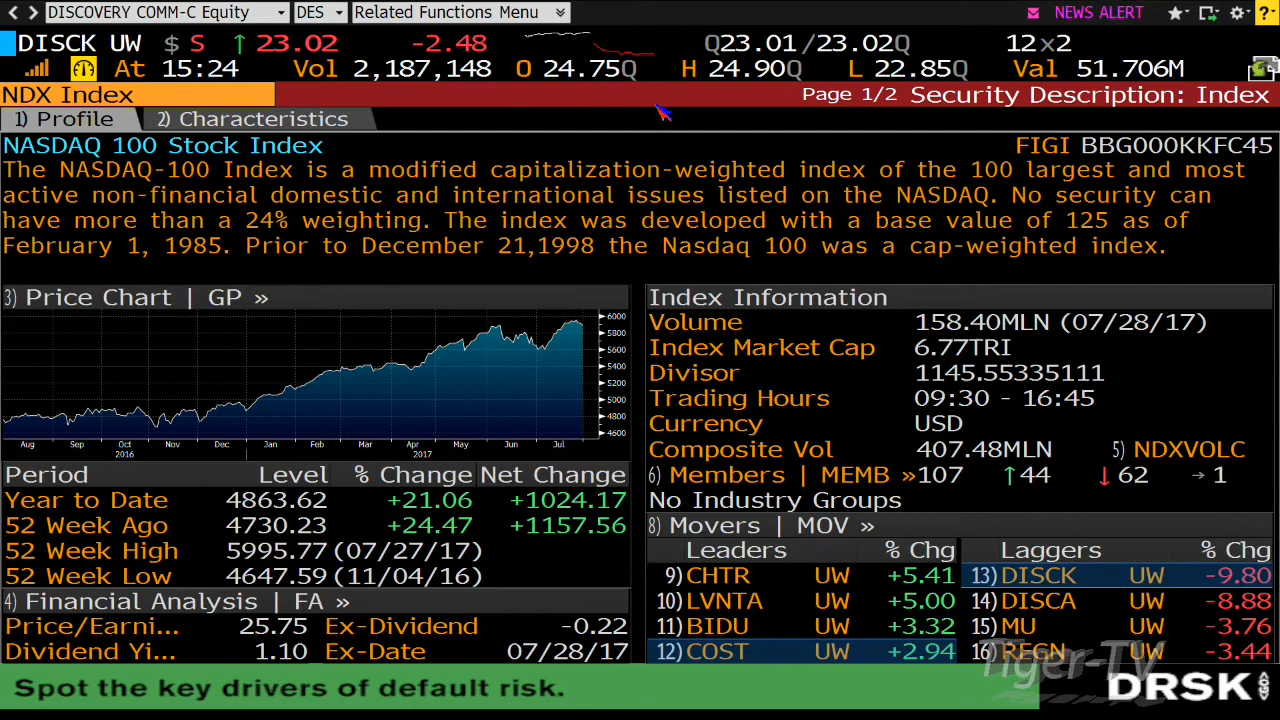 DISCOVERY COMM-C Equity DES Related Functions Menu NEWS ALERT ?
DISCK UW $ S ↑ 23.02 -2.48 Q23.01 / 23.02Q 12 x 2
At 15:24 Vol 2,187,148 O 24.75Q H 24.90Q L 22.85Q Val 51.706M
NDX Index Page 1/2 Security Description: Index
1) Profile 2) Characteristics
NASDAQ 100 Stock Index FIGI BBG000KKFC45
The NASDAQ-100 Index is a modified capitalization-weighted index of the 100 largest and most
active non-financial domestic and international issues listed on the NASDAQ. No security can
have more than a 24% weighting. The index was developed with a base value of 125 as of
February 1, 1985. Prior to December 21,1998 the Nasdaq 100 was a cap-weighted index.
3) Price Chart | GP »
6000
5800
5600
5400
5200
5000
4800
4600
Aug Sep Oct Nov Dec Jan Feb Mar Apr May Jun Jul
2016 2017
Index Information
Volume 158.40MLN (07/28/17)
Index Market Cap 6.77TRI
Divisor 1145.55335111
Trading Hours 09:30 - 16:45
Currency USD
Composite Vol 407.48MLN 5) NDXVOLC
6) Members | MEMB » 107 ↑ 44 ↓ 62 → 1
No Industry Groups
Period Level % Change Net Change
Year to Date 4863.62 +21.06 +1024.17
52 Week Ago 4730.23 +24.47 +1157.56
52 Week High 5995.77 (07/27/17)
52 Week Low 4647.59 (11/04/16)
4) Financial Analysis | FA »
Price/Earni... 25.75 Ex-Dividend -0.22
Dividend Yi... 1.10 Ex-Date 07/28/17
8) Movers | MOV »
Leaders % Chg Laggers % Chg
9) CHTR UW +5.41 13) DISCK UW -9.80
10) LVNTA UW +5.00 14) DISCA UW -8.88
11) BIDU UW +3.32 15) MU UW -3.76
12) COST UW +2.94 16) REGN UW -3.44
Tiger-TV
Spot the key drivers of default risk. DRSK